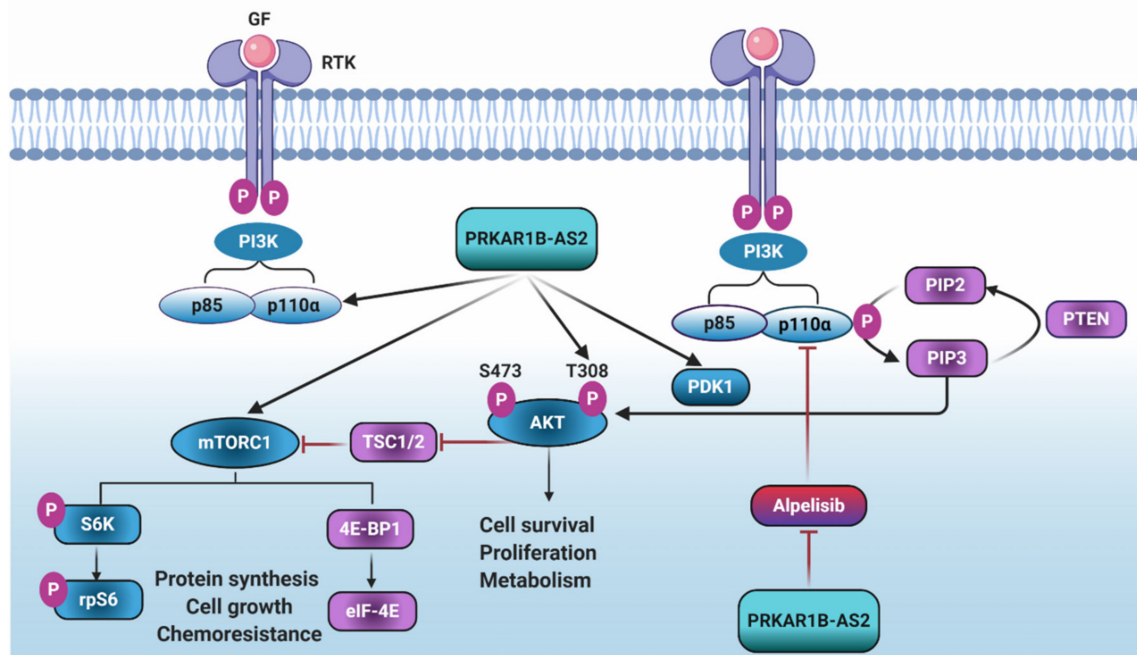 GF
RTK
P
P
PI3K
p85
p110α
PRKAR1B-AS2
P
P
PI3K
p85
p110α
P
PIP2
PIP3
PTEN
S473
T308
P
P
AKT
PDK1
mTORC1
TSC1/2
P
S6K
P
rpS6
4E-BP1
eIF-4E
Protein synthesis
Cell growth
Chemoresistance
Cell survival
Proliferation
Metabolism
Alpelisib
PRKAR1B-AS2